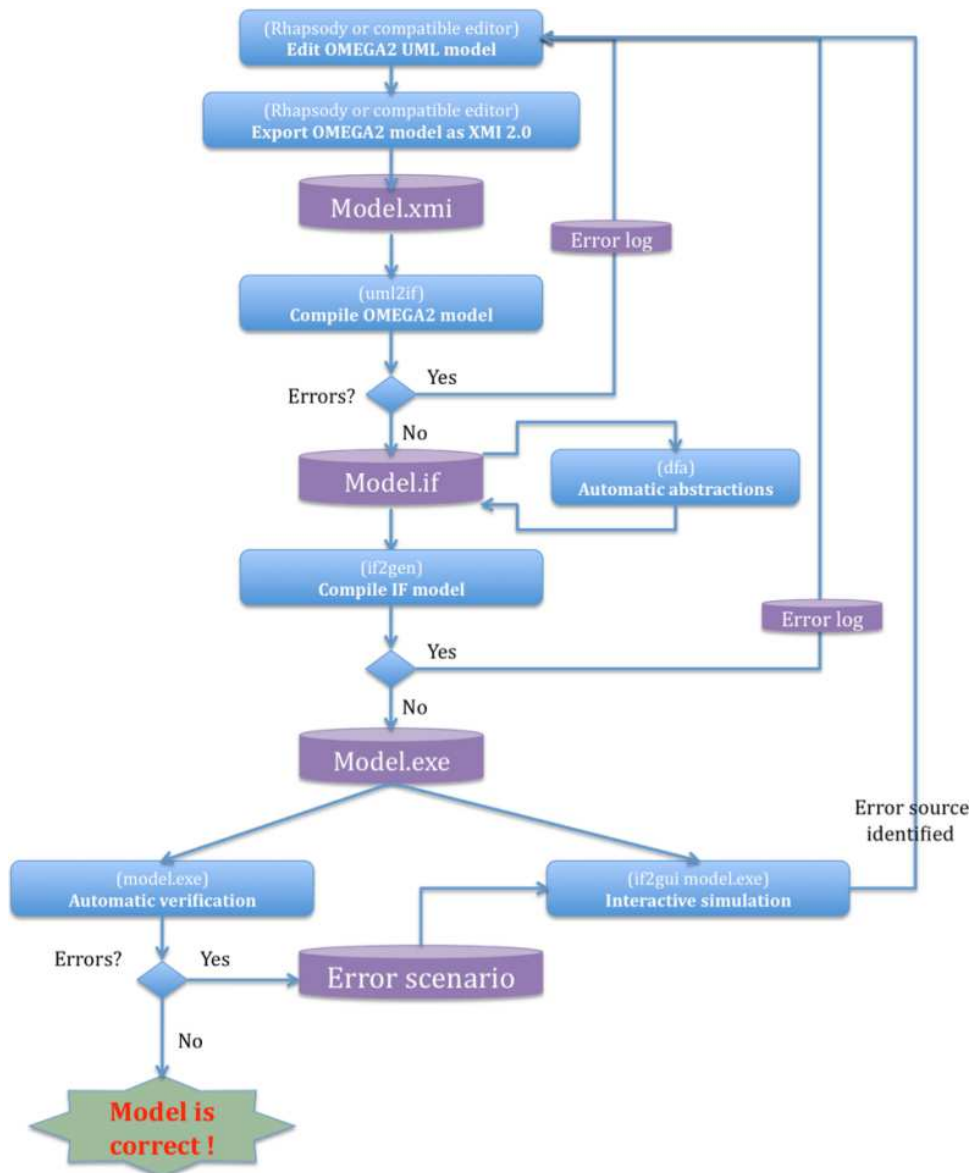 (Rhapsody or compatible editor)
Edit OMEGA2 UML model
(Rhapsody or compatible editor)
Export OMEGA2 model as XMI 2.0
Model.xmi
Error log
(uml2if)
Compile OMEGA2 model
Errors?
Yes
No
Model.if
(dfa)
Automatic abstractions
(if2gen)
Compile IF model
Error log
Yes
No
Model.exe
Error source
identified
(model.exe)
Automatic verification
(if2gui model.exe)
Interactive simulation
Errors?
Yes
Error scenario
No
Model is
correct !